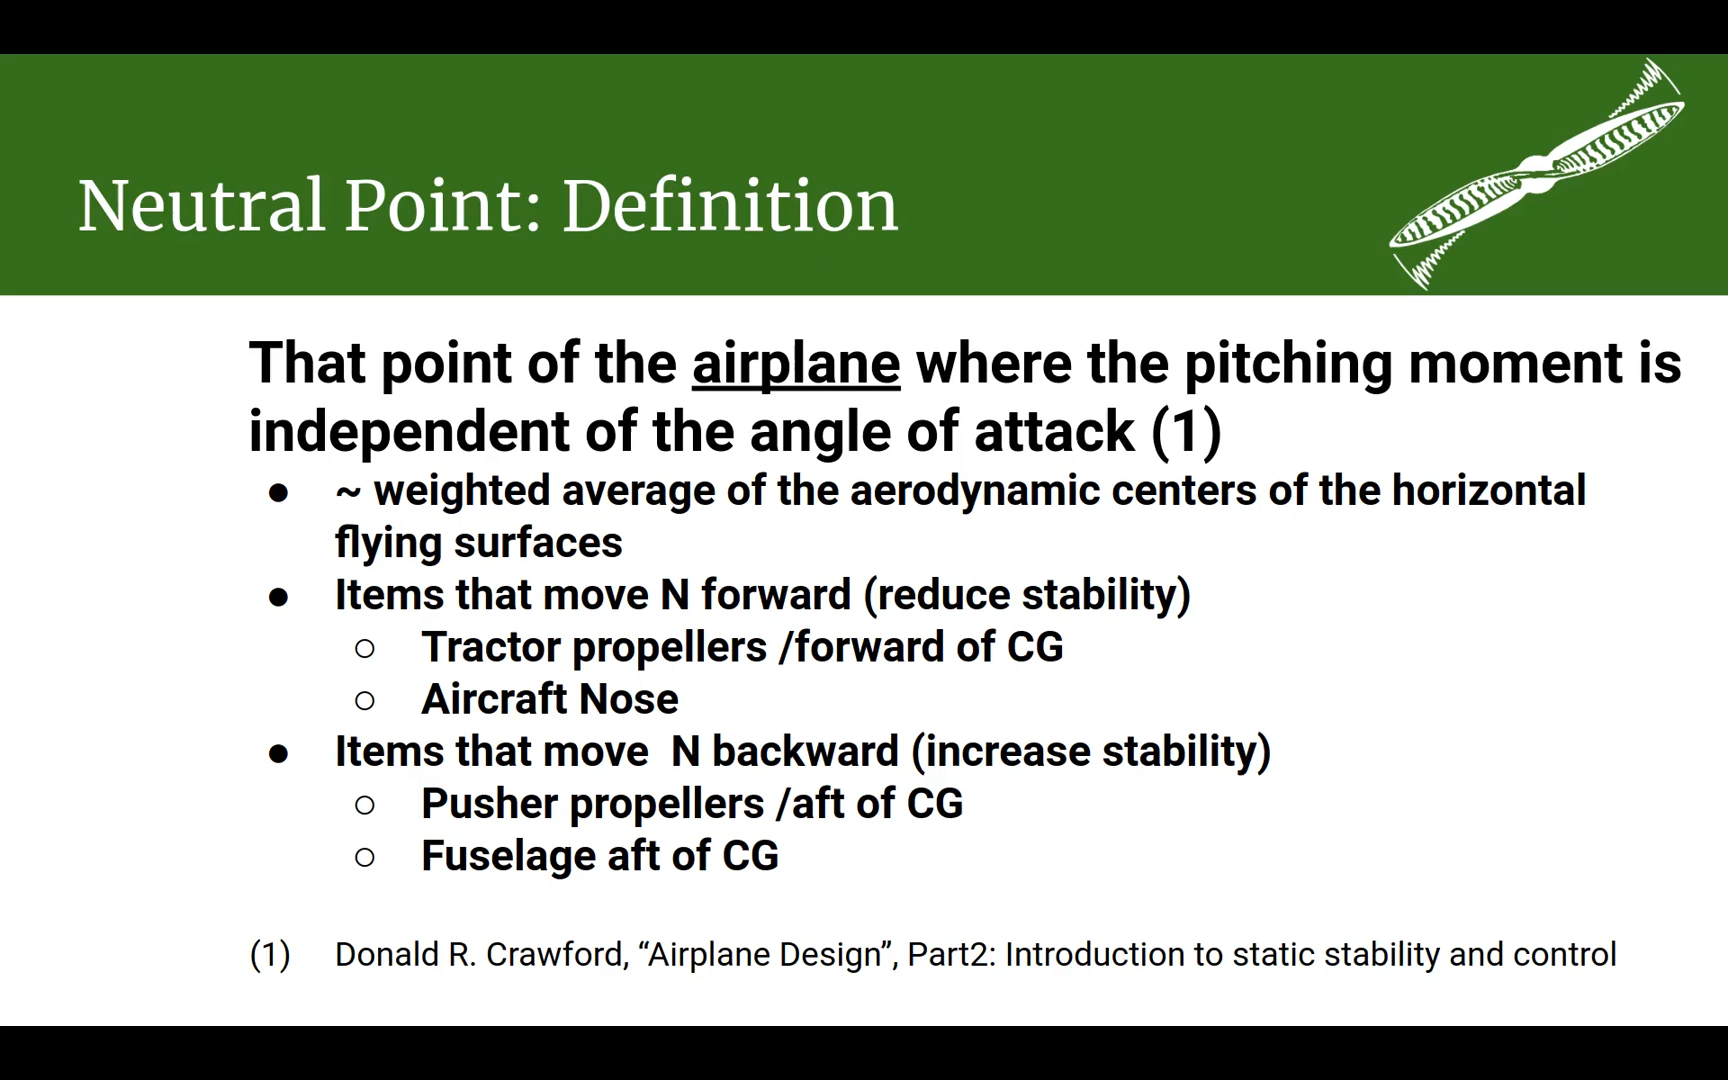 Neutral Point: Definition
That point of the airplane where the pitching moment is
independent of the angle of attack (1)
● ~ weighted average of the aerodynamic centers of the horizontal
flying surfaces
● Items that move N forward (reduce stability)
○ Tractor propellers /forward of CG
○ Aircraft Nose
● Items that move  N backward (increase stability)
○ Pusher propellers /aft of CG
○ Fuselage aft of CG
(1) Donald R. Crawford, “Airplane Design”, Part2: Introduction to static stability and control